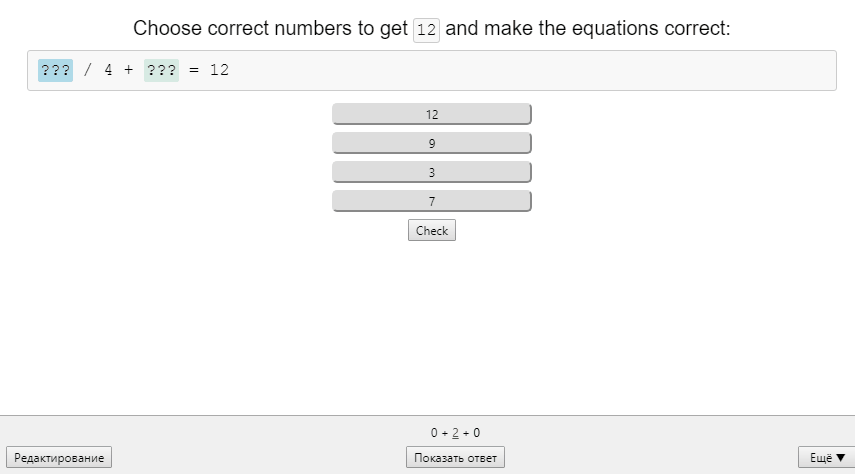 Choose correct numbers to get 12 and make the equations correct:
??? / 4 + ??? = 12
12
9
3
7
Check
0 + 2 + 0
Редактирование
Показать ответ
Ещё ▼